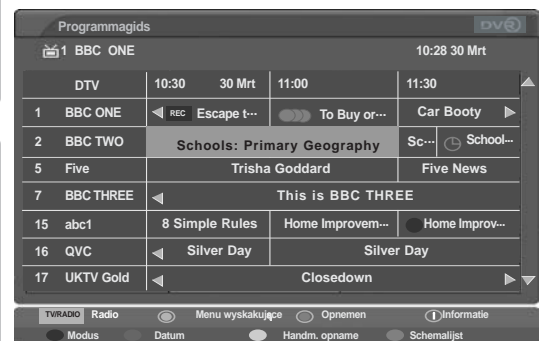 Programmagids DVR
1 BBC ONE 10:28 30 Mrt
DTV 10:30 30 Mrt 11:00 11:30
1 BBC ONE REC Escape t··· To Buy or··· Car Booty
2 BBC TWO Schools: Primary Geography Sc··· School···
5 Five Trisha Goddard Five News
7 BBC THREE This is BBC THREE
15 abc1 8 Simple Rules Home Improvem··· Home Improv···
16 QVC Silver Day Silver Day
17 UKTV Gold Closedown
TV/RADIO Radio Menu wyskakujące Opnemen Informatie
Modus Datum Handm. opname Schemalijst